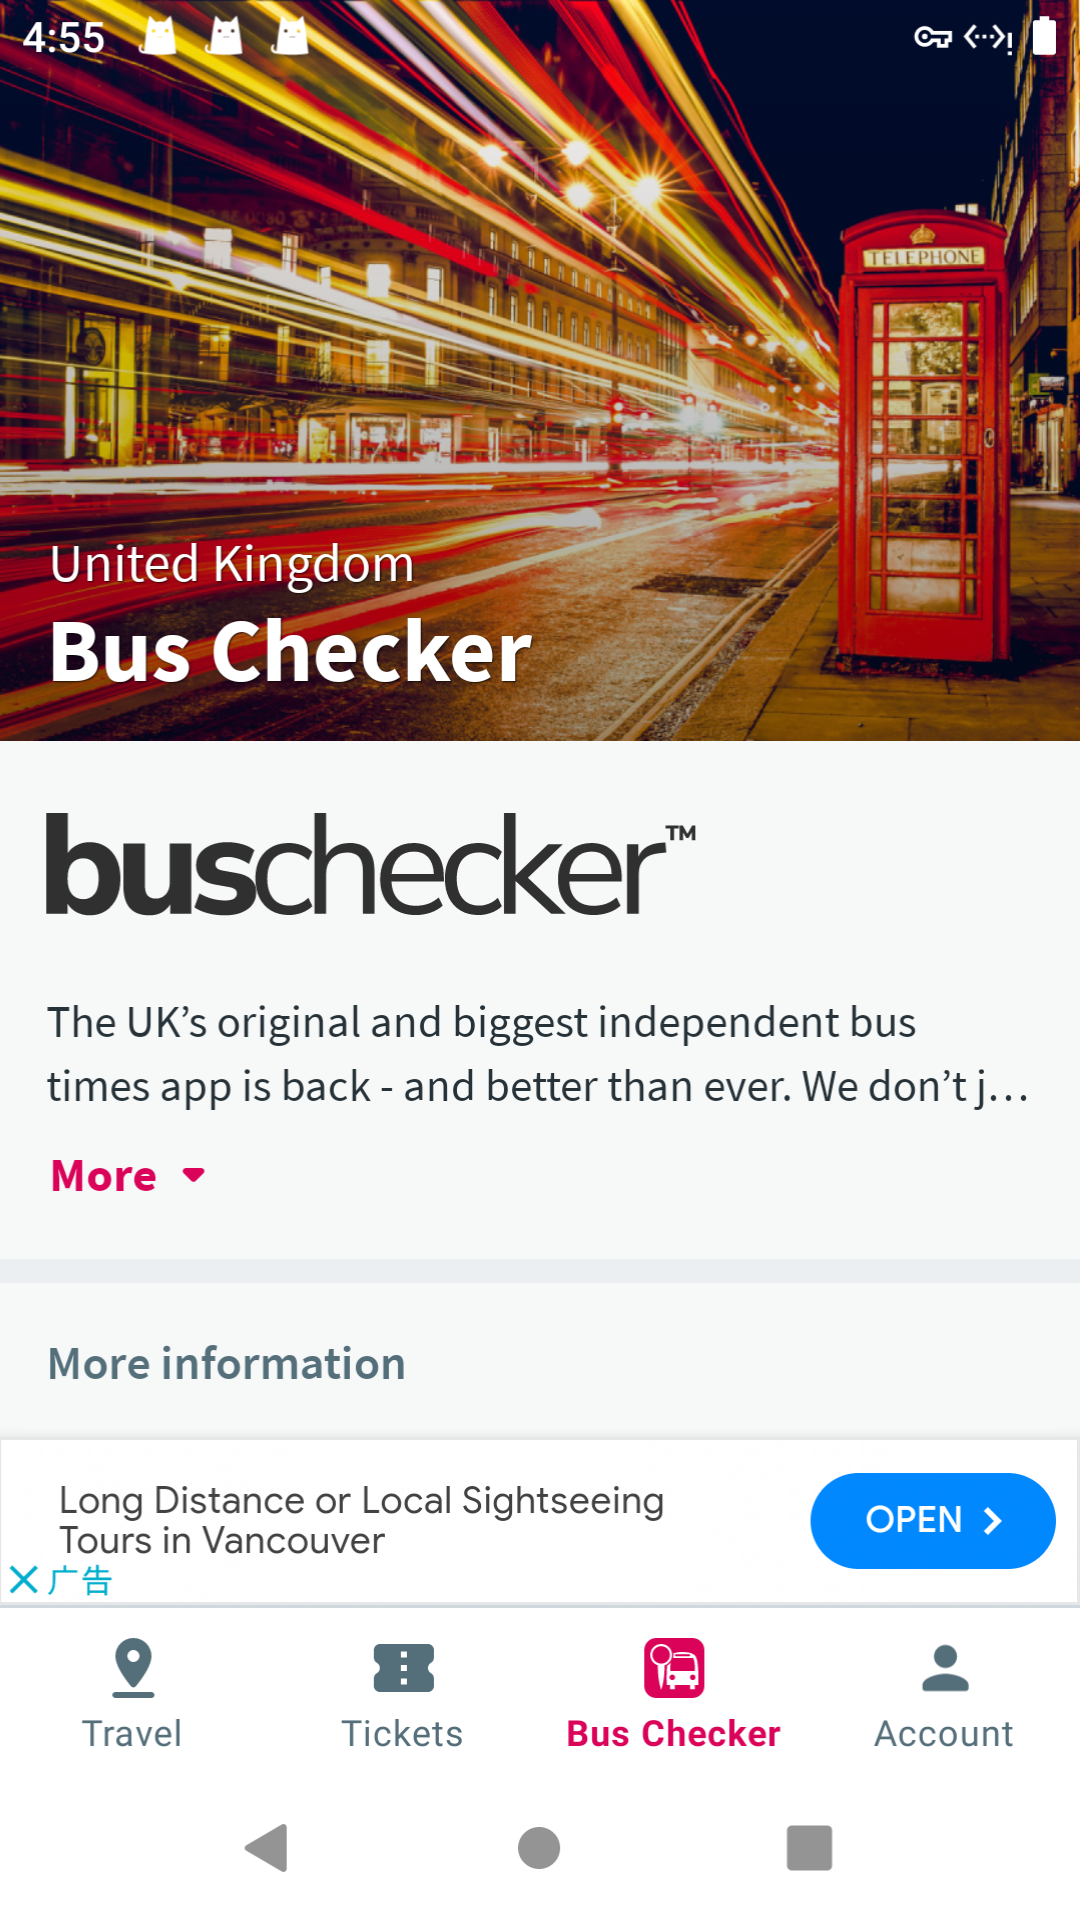 4:55
TELEPHONE
United Kingdom
Bus Checker
buschecker™
The UK’s original and biggest independent bus
times app is back - and better than ever. We don’t j…
More
More information
Long Distance or Local Sightseeing
Tours in Vancouver
OPEN
广告
Travel
Tickets
Bus Checker
Account